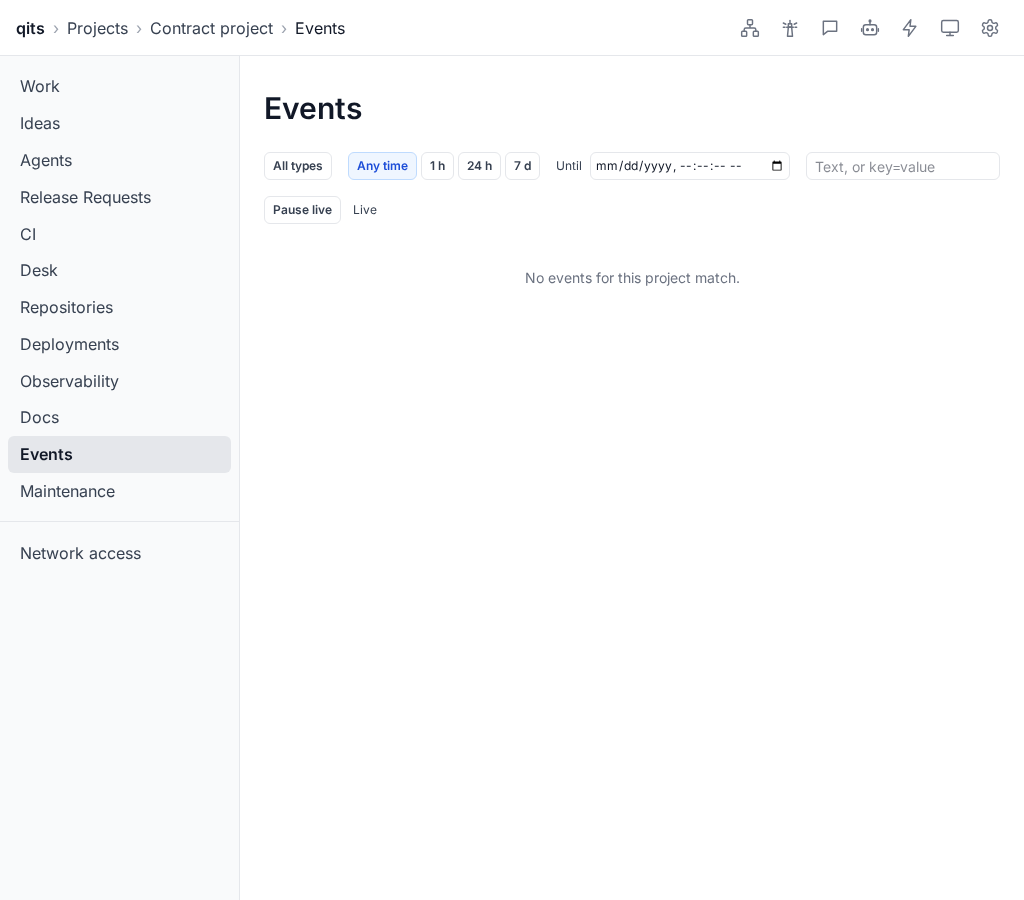 qits › Projects › Contract project › Events
Work
Ideas
Agents
Release Requests
CI
Desk
Repositories
Deployments
Observability
Docs
Events
Maintenance
Network access
Events
All types Any time 1 h 24 h 7 d Until mm/dd/yyyy, --:--:-- -- Text, or key=value
Pause live Live
No events for this project match.